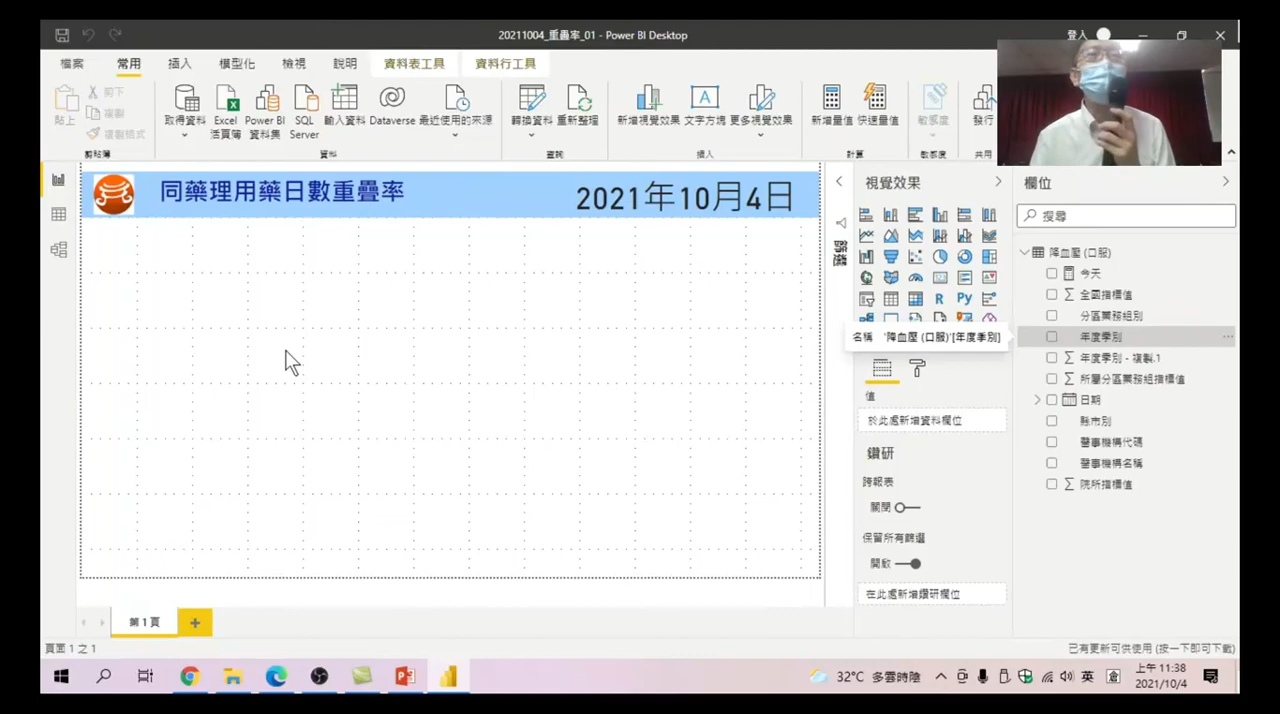 20211004_重疊率_01 - Power BI Desktop
登入
檔案 常用 插入 模型化 檢視 說明 資料表工具 資料行工具
貼上 剪下 複製 複製格式
取得資料 Excel 活頁簿 Power BI 資料集 SQL Server 輸入資料 Dataverse 最近使用的來源
轉換資料 重新整理
新增視覺效果 文字方塊 更多視覺效果
新增量值 快速量值
敏感度
發行
剪貼簿 資料 查詢 插入 計算 敏感度 共用
同藥理用藥日數重疊率
2021年10月4日
篩選
視覺效果
R Py
名稱 '降血壓 (口服)'[年度季別]
值
於此處新增資料欄位
鑽研
跨報表
關閉
保留所有篩選
開啟
在此處新增鑽研欄位
欄位
搜尋
降血壓 (口服)
今天
∑ 全國指標值
分區業務組別
年度季別
∑ 年度季別 - 複製.1
∑ 所屬分區業務組指標值
日期
縣市別
醫事機構代碼
醫事機構名稱
∑ 院所指標值
第 1 頁
頁面 1 之 1
已有更新可供使用 (按一下即可下載)
32°C 多雲時陰
英
倉
上午 11:38
2021/10/4